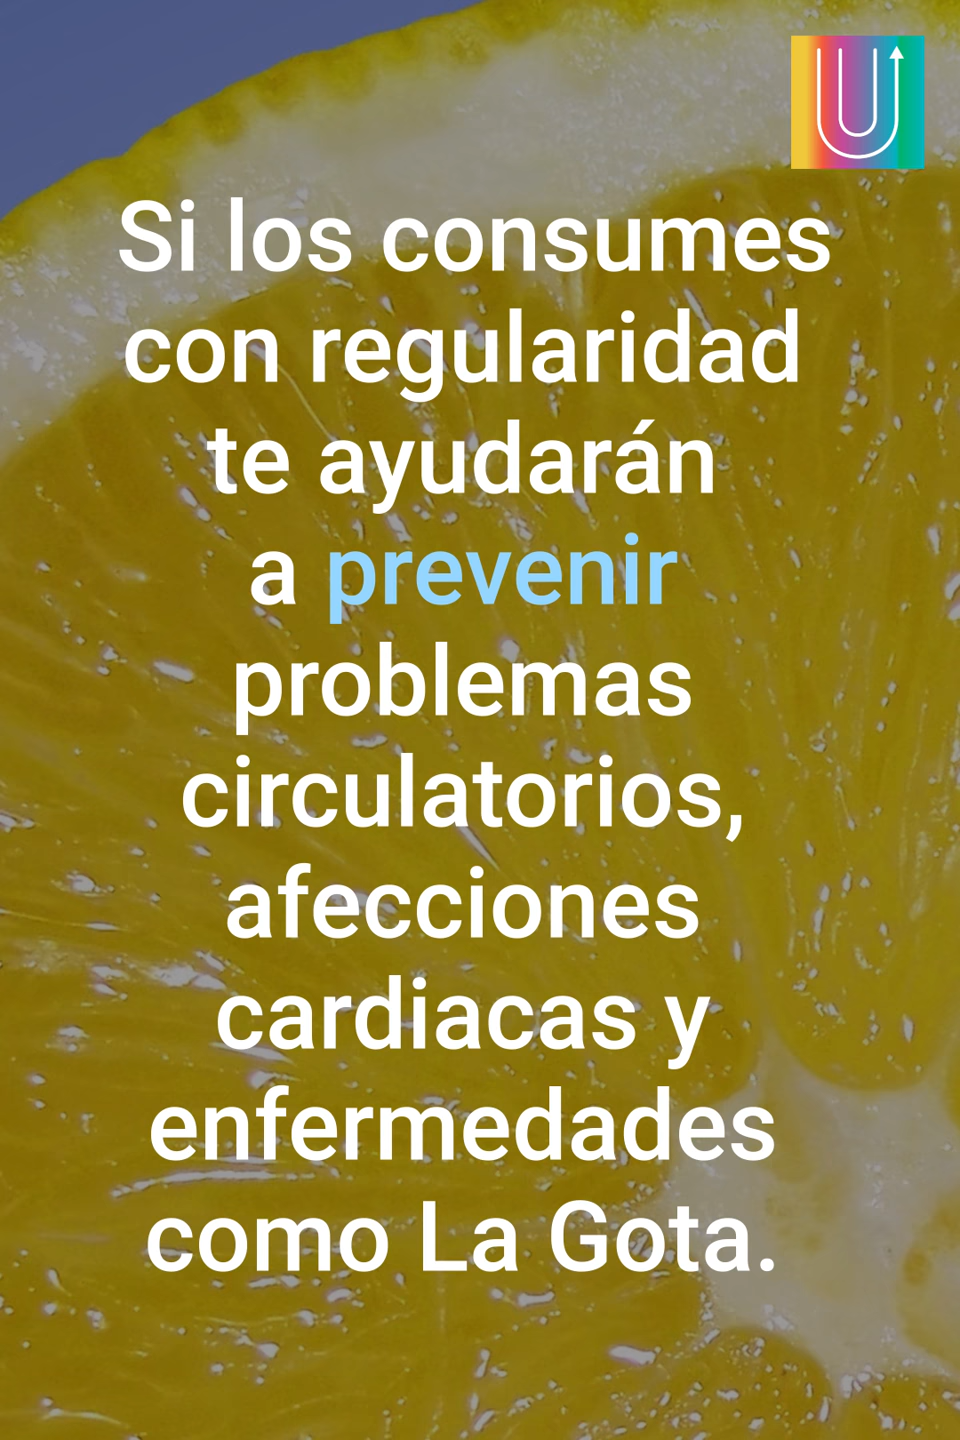 Si los consumes
con regularidad
te ayudarán
a prevenir
problemas
circulatorios,
afecciones
cardiacas y
enfermedades
como La Gota.